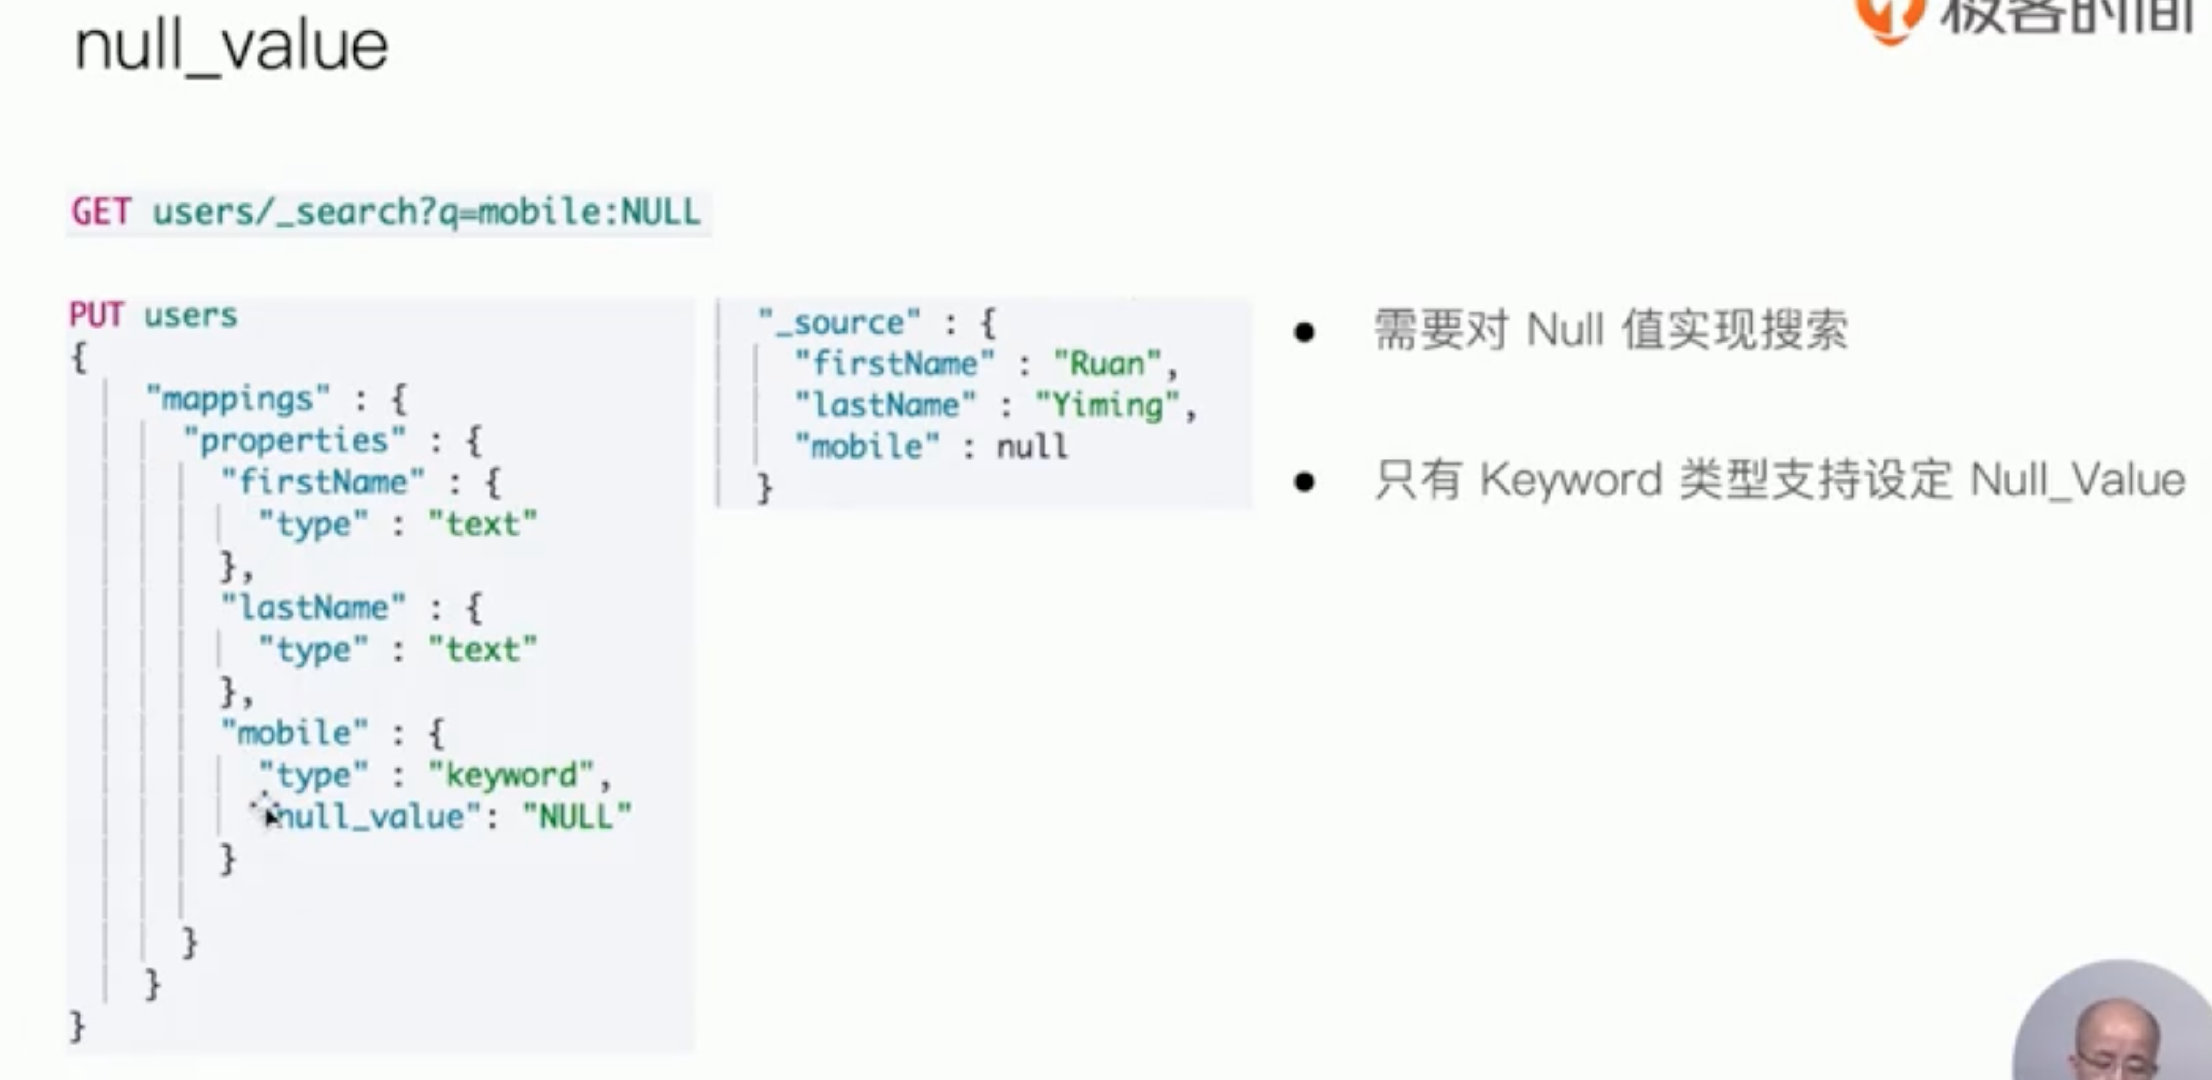 null_value
极客时间
GET users/_search?q=mobile:NULL
PUT users
{
"mappings" : {
"properties" : {
"firstName" : {
"type" : "text"
},
"lastName" : {
"type" : "text"
},
"mobile" : {
"type" : "keyword",
"null_value": "NULL"
}
}
}
}
"_source" : {
"firstName" : "Ruan",
"lastName" : "Yiming",
"mobile" : null
}
● 需要对 Null 值实现搜索
● 只有 Keyword 类型支持设定 Null_Value